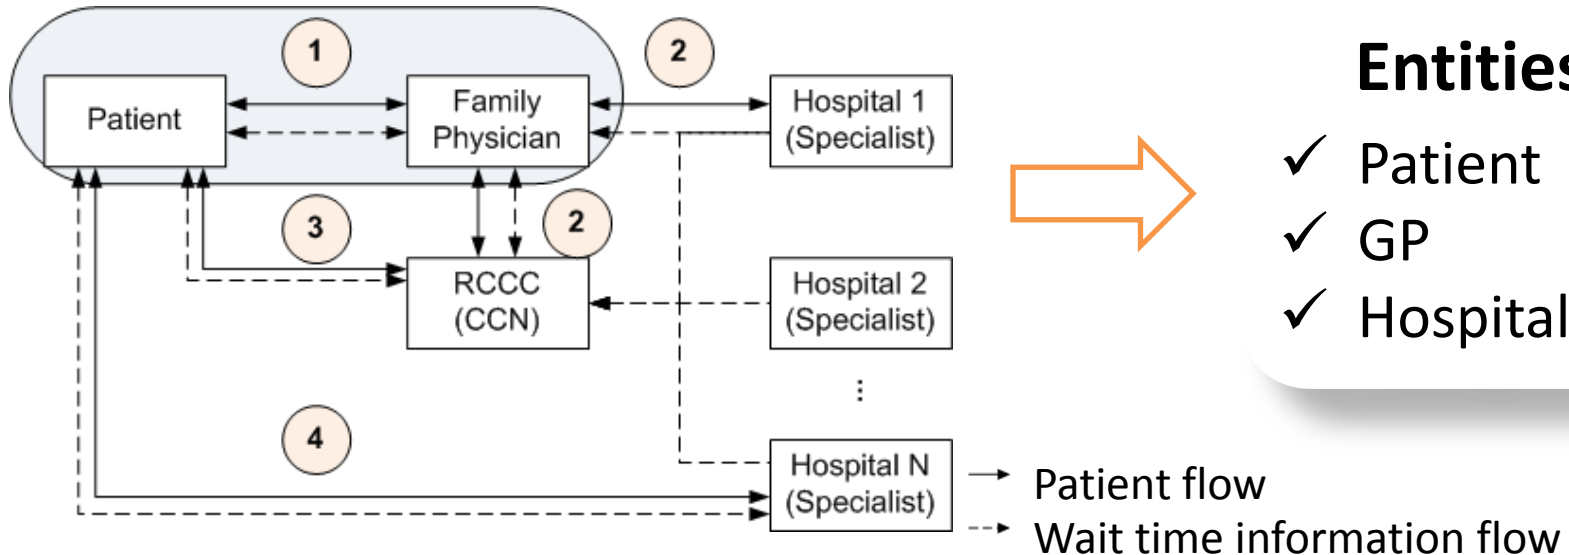 1
2
Patient
Family
Physician
Hospital 1
(Specialist)
3
2
RCCC
(CCN)
Hospital 2
(Specialist)
4
Hospital N
(Specialist)
Patient flow
Wait time information flow
Entities
✓ Patient
✓ GP
✓ Hospital